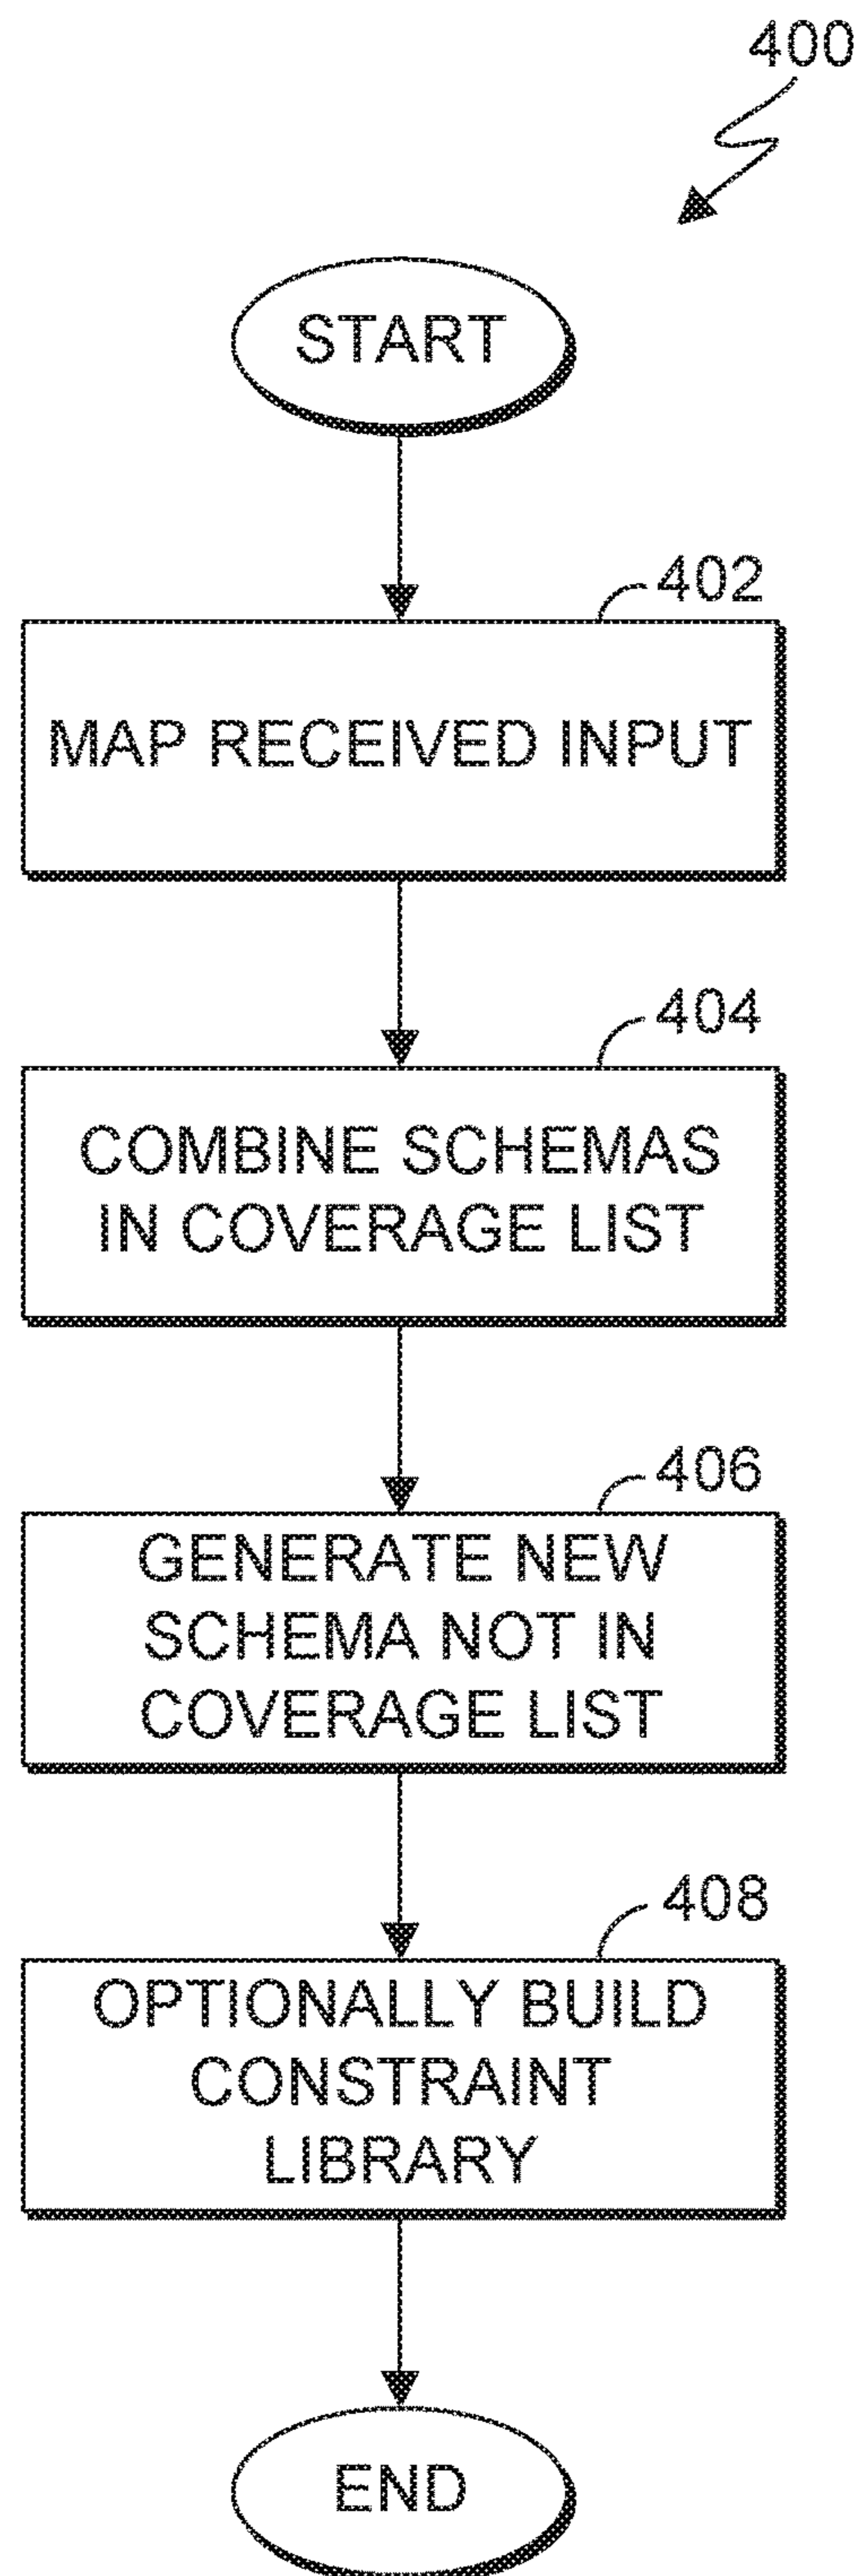 400
START
402
MAP RECEIVED INPUT
404
COMBINE SCHEMAS
IN COVERAGE LIST
406
GENERATE NEW
SCHEMA NOT IN
COVERAGE LIST
408
OPTIONALLY BUILD
CONSTRAINT
LIBRARY
END